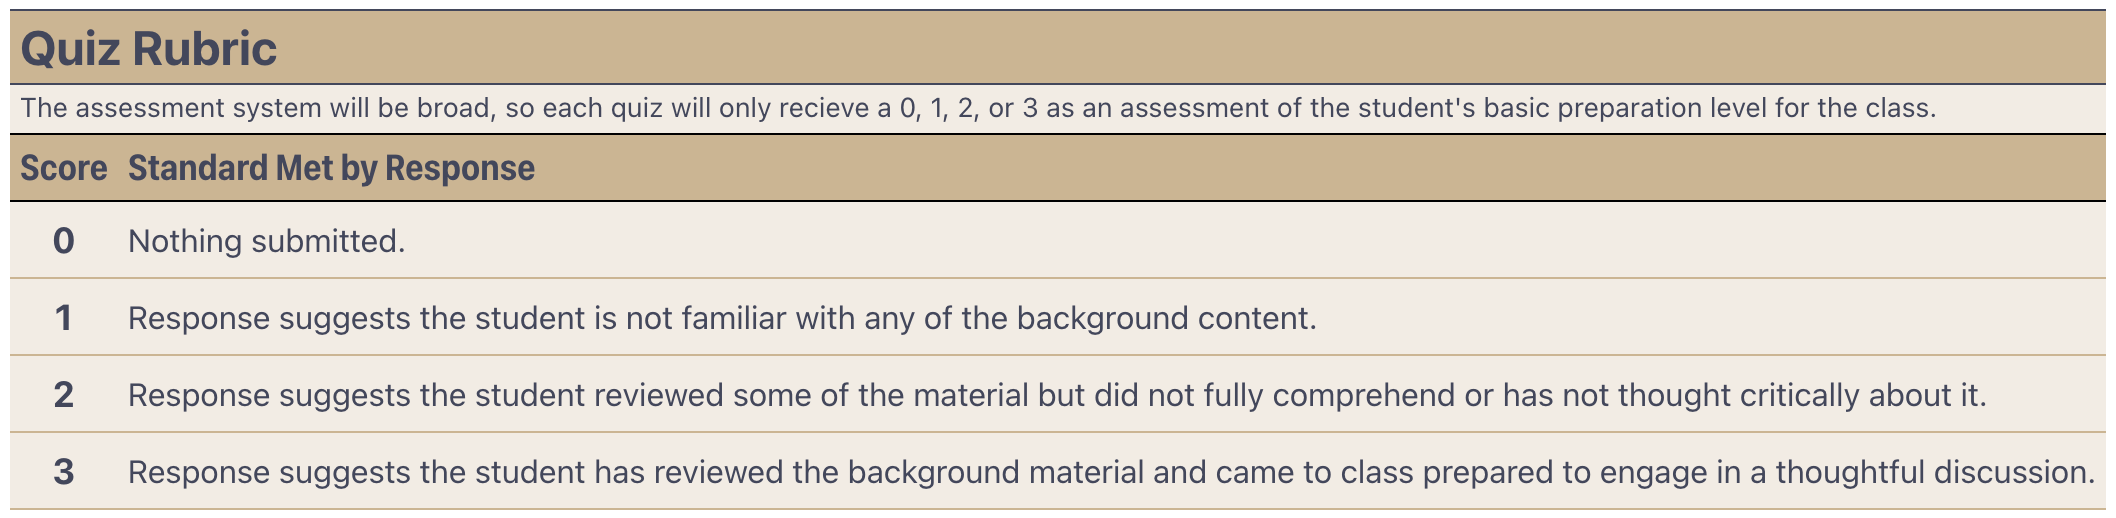 Quiz Rubric
The assessment system will be broad, so each quiz will only recieve a 0, 1, 2, or 3 as an assessment of the student's basic preparation level for the class.
Score Standard Met by Response
0 Nothing submitted.
1 Response suggests the student is not familiar with any of the background content.
2 Response suggests the student reviewed some of the material but did not fully comprehend or has not thought critically about it.
3 Response suggests the student has reviewed the background material and came to class prepared to engage in a thoughtful discussion.